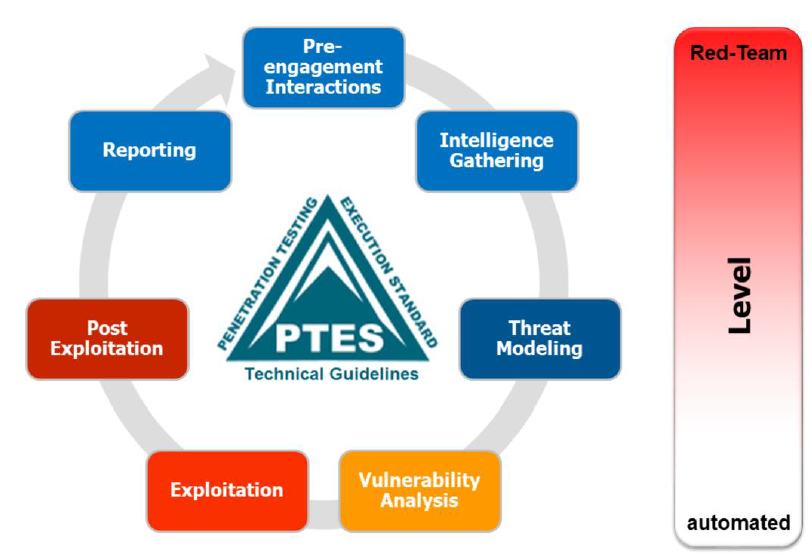 Pre-
engagement
Interactions
Intelligence
Gathering
Threat
Modeling
Vulnerability
Analysis
Exploitation
Post
Exploitation
Reporting
PENETRATION TESTING
EXECUTION STANDARD
PTES
Technical Guidelines
Red-Team
Level
automated